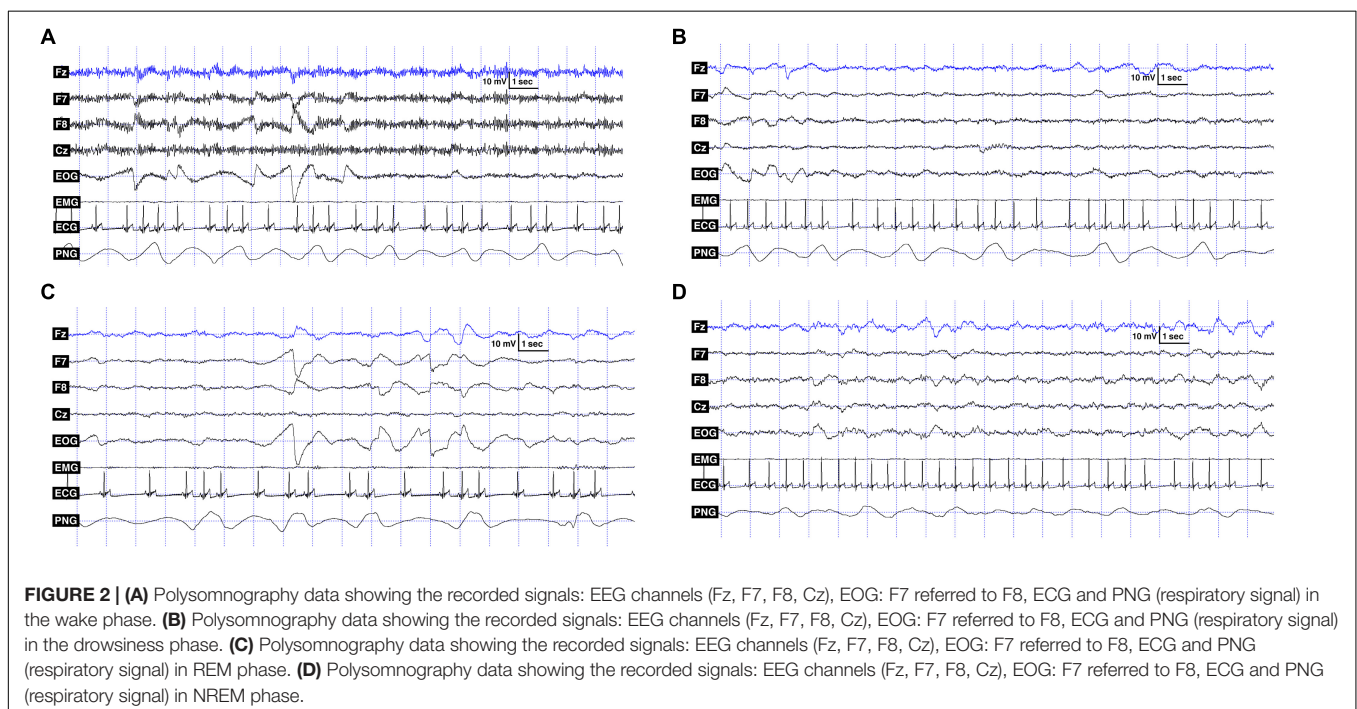 A
Fz
10 mV 1 sec
F7
F8
Cz
EOG
EMG
ECG
PNG
B
Fz
10 mV 1 sec
F7
F8
Cz
EOG
EMG
ECG
PNG
C
Fz
10 mV 1 sec
F7
F8
Cz
EOG
EMG
ECG
PNG
D
Fz
10 mV 1 sec
F7
F8
Cz
EOG
EMG
ECG
PNG
FIGURE 2 | (A) Polysomnography data showing the recorded signals: EEG channels (Fz, F7, F8, Cz), EOG: F7 referred to F8, ECG and PNG (respiratory signal) in
the wake phase. (B) Polysomnography data showing the recorded signals: EEG channels (Fz, F7, F8, Cz), EOG: F7 referred to F8, ECG and PNG (respiratory signal)
in the drowsiness phase. (C) Polysomnography data showing the recorded signals: EEG channels (Fz, F7, F8, Cz), EOG: F7 referred to F8, ECG and PNG
(respiratory signal) in REM phase. (D) Polysomnography data showing the recorded signals: EEG channels (Fz, F7, F8, Cz), EOG: F7 referred to F8, ECG and PNG
(respiratory signal) in NREM phase.